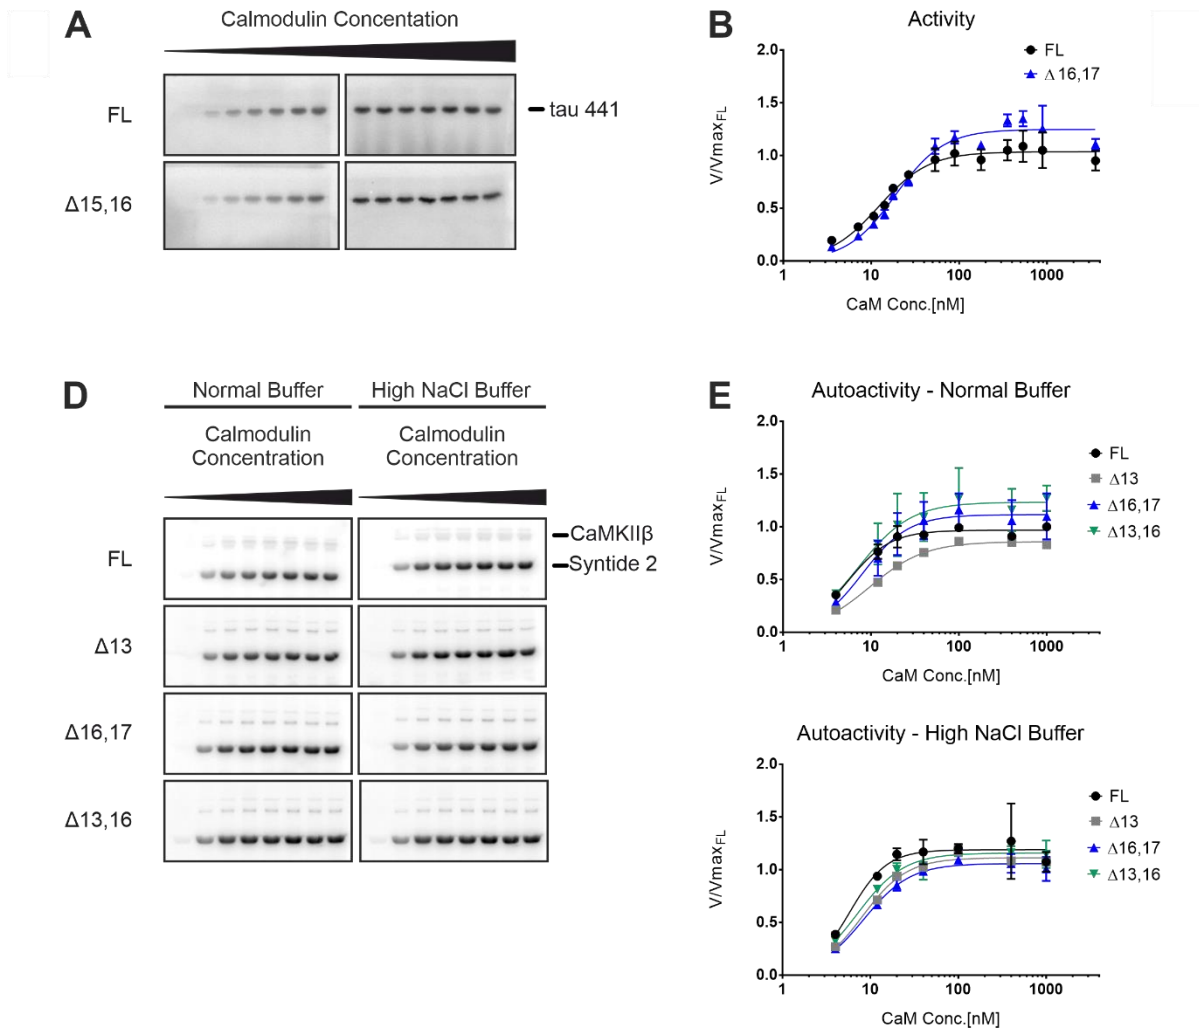 A
Calmodulin Concentation
FL
tau 441
Δ15,16
B
Activity
V/VmaxFL
2.0
1.5
1.0
0.5
0.0
1 10 100 1000
CaM Conc.[nM]
FL
Δ 16,17
D
Normal Buffer High NaCl Buffer
Calmodulin Calmodulin
Concentration Concentration
FL
CaMKIIβ
Syntide 2
Δ13
Δ16,17
Δ13,16
E
Autoactivity - Normal Buffer
V/VmaxFL
2.0
1.5
1.0
0.5
0.0
1 10 100 1000
CaM Conc.[nM]
FL
Δ13
Δ16,17
Δ13,16
Autoactivity - High NaCl Buffer
V/VmaxFL
2.0
1.5
1.0
0.5
0.0
1 10 100 1000
CaM Conc.[nM]
FL
Δ13
Δ16,17
Δ13,16